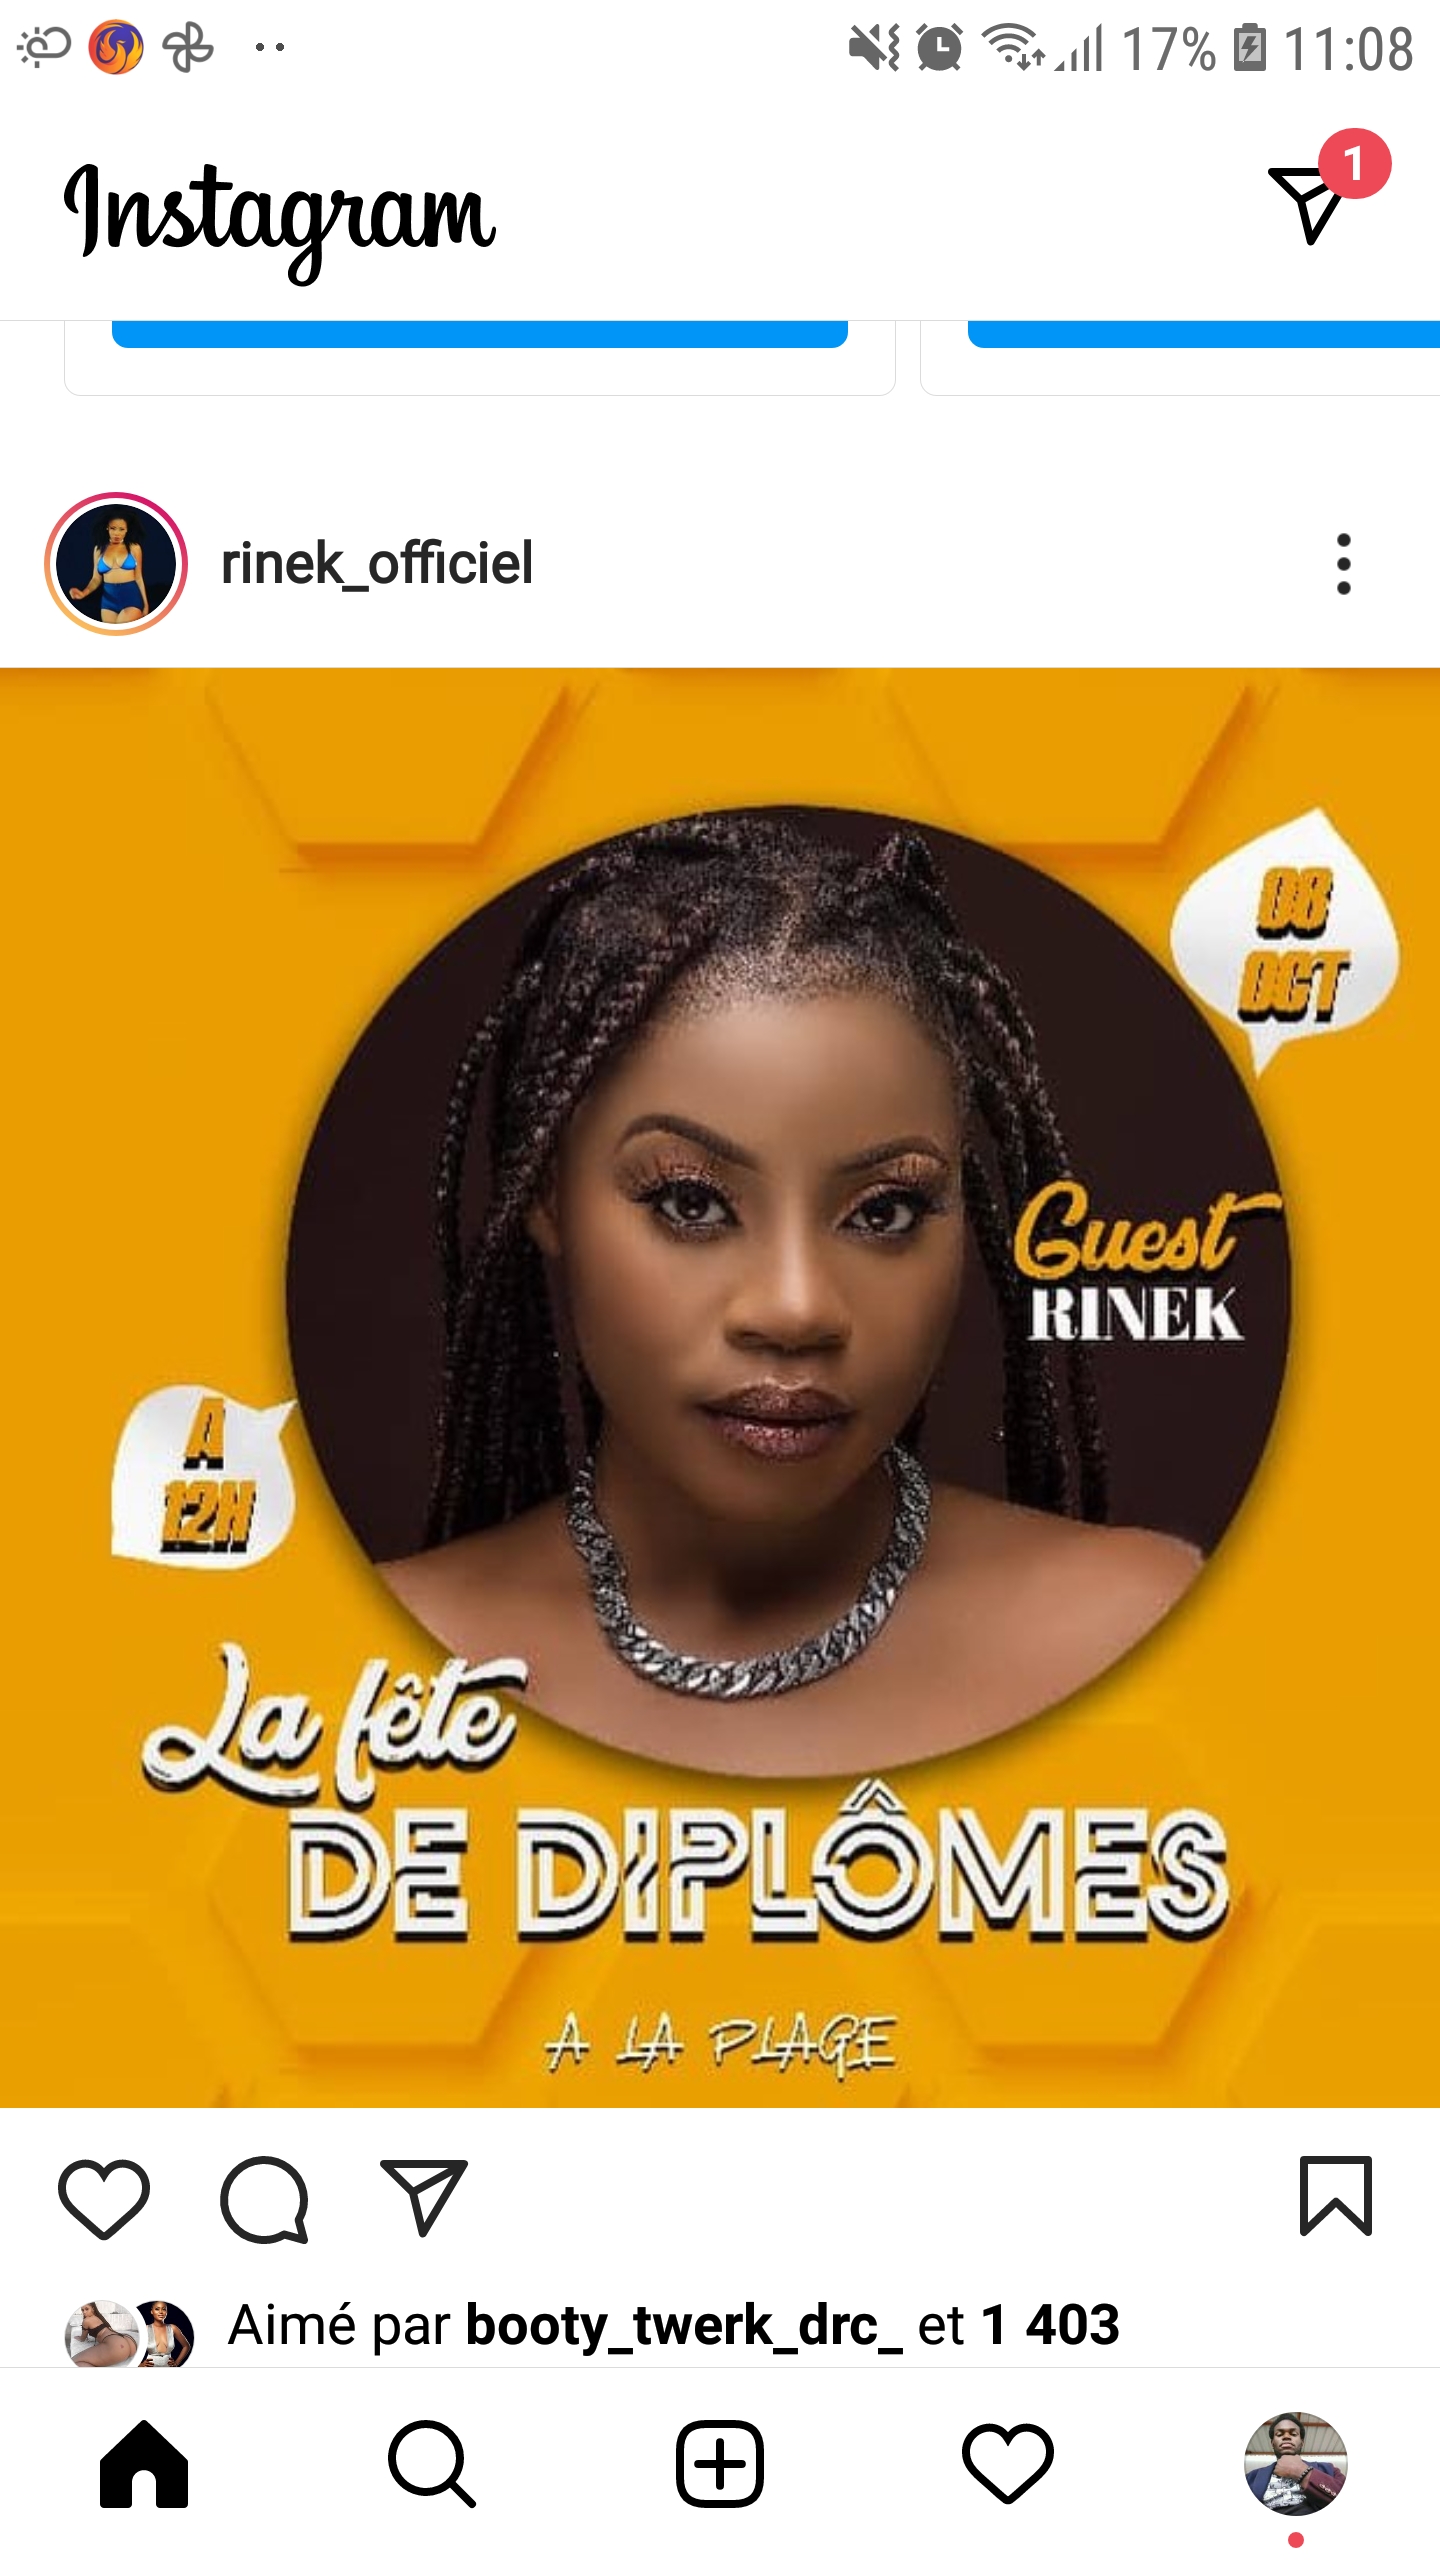 17% 11:08
Instagram
1
rinek_officiel
08
OCT
Guest
RINEK
A
12H
La fête
DE DIPLÔMES
A LA PLAGE
Aimé par booty_twerk_drc_ et 1 403